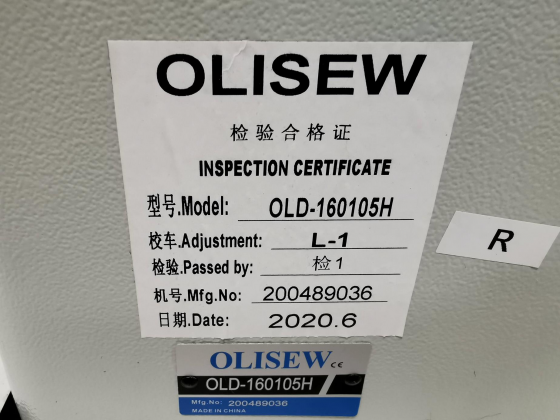 OLISEW
检验合格证
INSPECTION CERTIFICATE
型号.Model: OLD-160105H
校车.Adjustment: L-1
检验.Passed by: 检1
机号.Mfg.No: 200489036
日期.Date: 2020.6
R
OLISEW CE
OLD-160105H
Mfg.No: 200489036
MADE IN CHINA